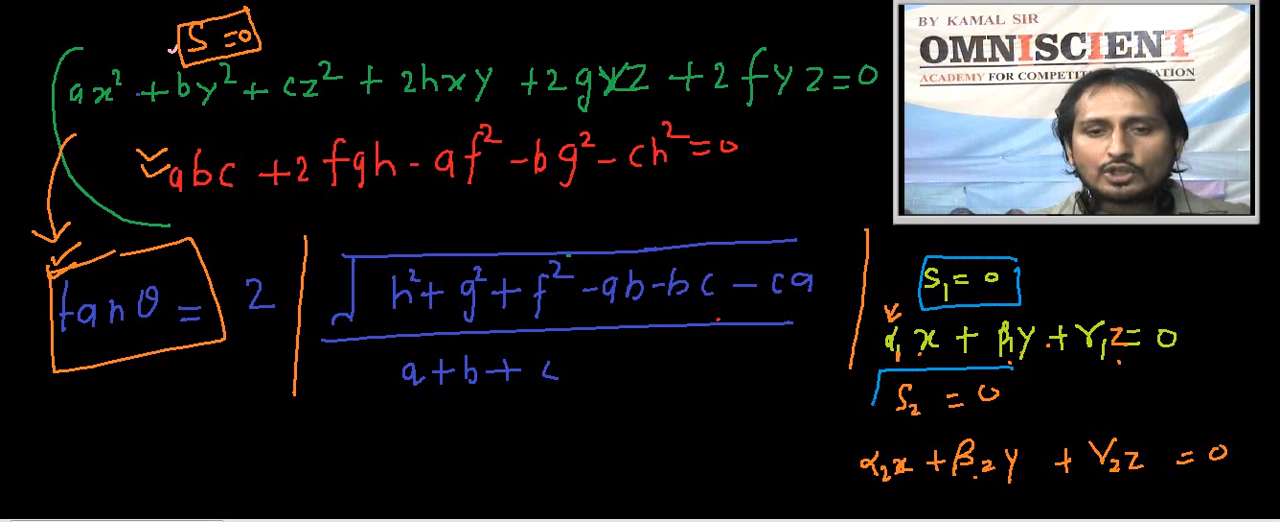 S = 0
ax² + by² + cz² + 2hxy + 2gxz + 2fyz = 0
abc + 2fgh - af² - bg² - ch² = 0
tan θ = 2 | √(h² + g² + f² - ab - bc - ca) / (a + b + c) |
S₁ = 0
α₁x + β₁y + γ₁z = 0
S₂ = 0
α₂x + β₂y + γ₂z = 0
BY KAMAL SIR
OMNISCIENT
ACADEMY FOR